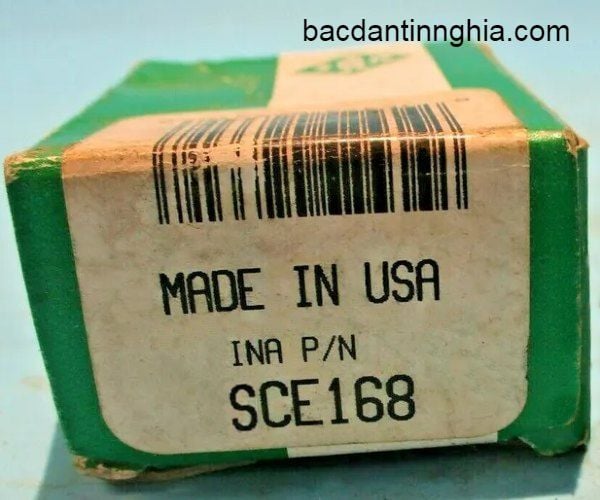 bacdantinnghia.com
MADE IN USA
INA P/N
SCE168